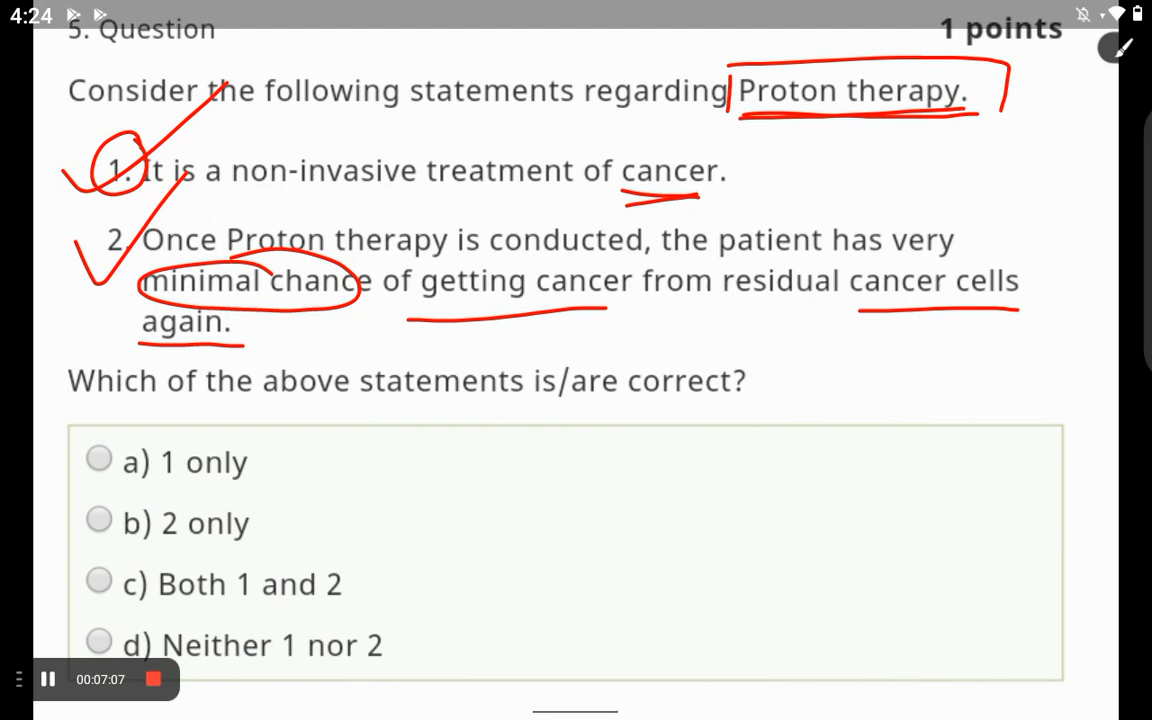 4:24
5. Question 1 points
Consider the following statements regarding Proton therapy.
1. It is a non-invasive treatment of cancer.
2. Once Proton therapy is conducted, the patient has very
minimal chance of getting cancer from residual cancer cells
again.
Which of the above statements is/are correct?
a) 1 only
b) 2 only
c) Both 1 and 2
d) Neither 1 nor 2
00:07:07